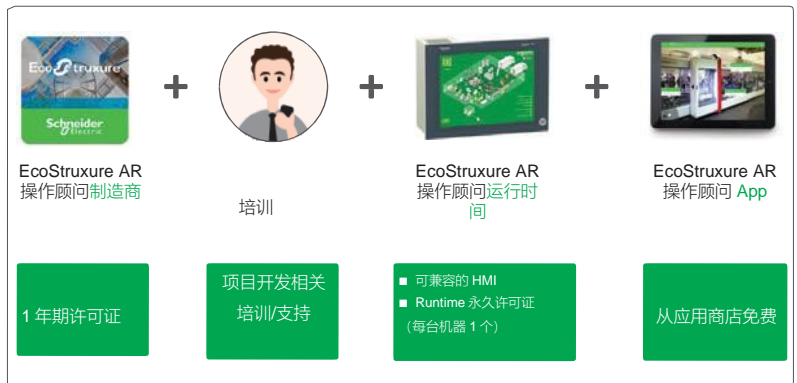 EcoStruxure
Schneider
Electric
EcoStruxure AR
操作顾问制造商
培训
EcoStruxure AR
操作顾问运行时
间
EcoStruxure AR
操作顾问 App
1 年期许可证
项目开发相关
培训/支持
■ 可兼容的 HMI
■ Runtime 永久许可证
（每台机器 1 个）
从应用商店免费